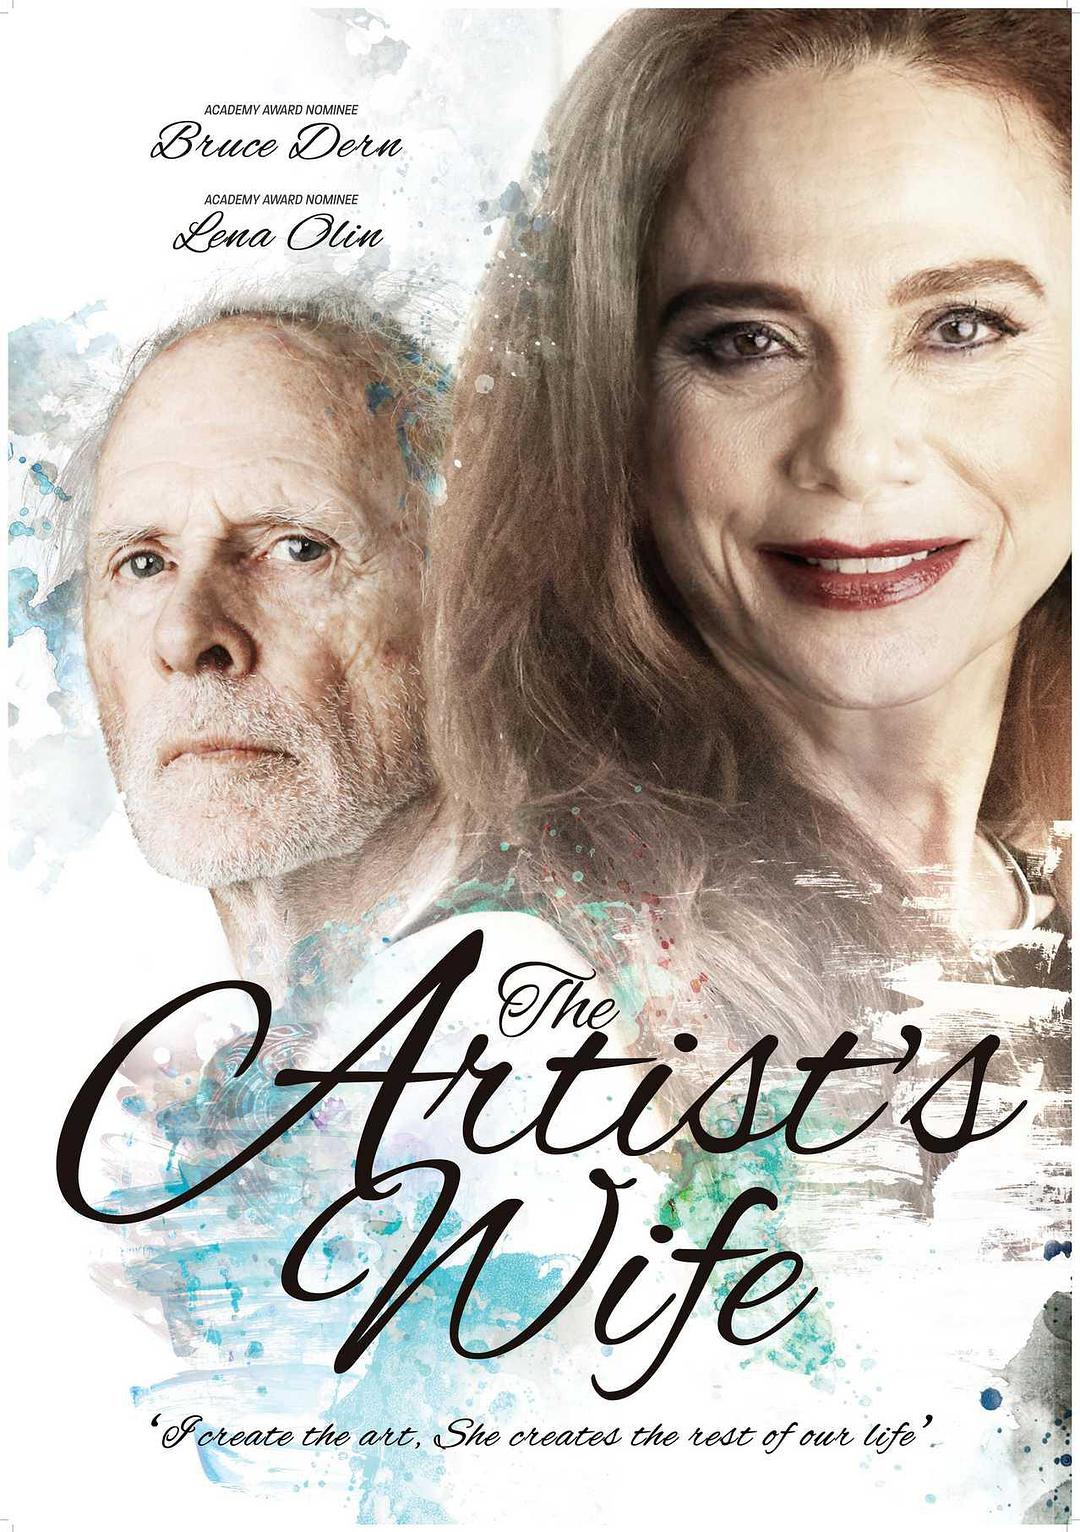 ACADEMY AWARD NOMINEE
Bruce Dern
ACADEMY AWARD NOMINEE
Lena Olin
The
Artist's
Wife
‘I create the art, She creates the rest of our life’